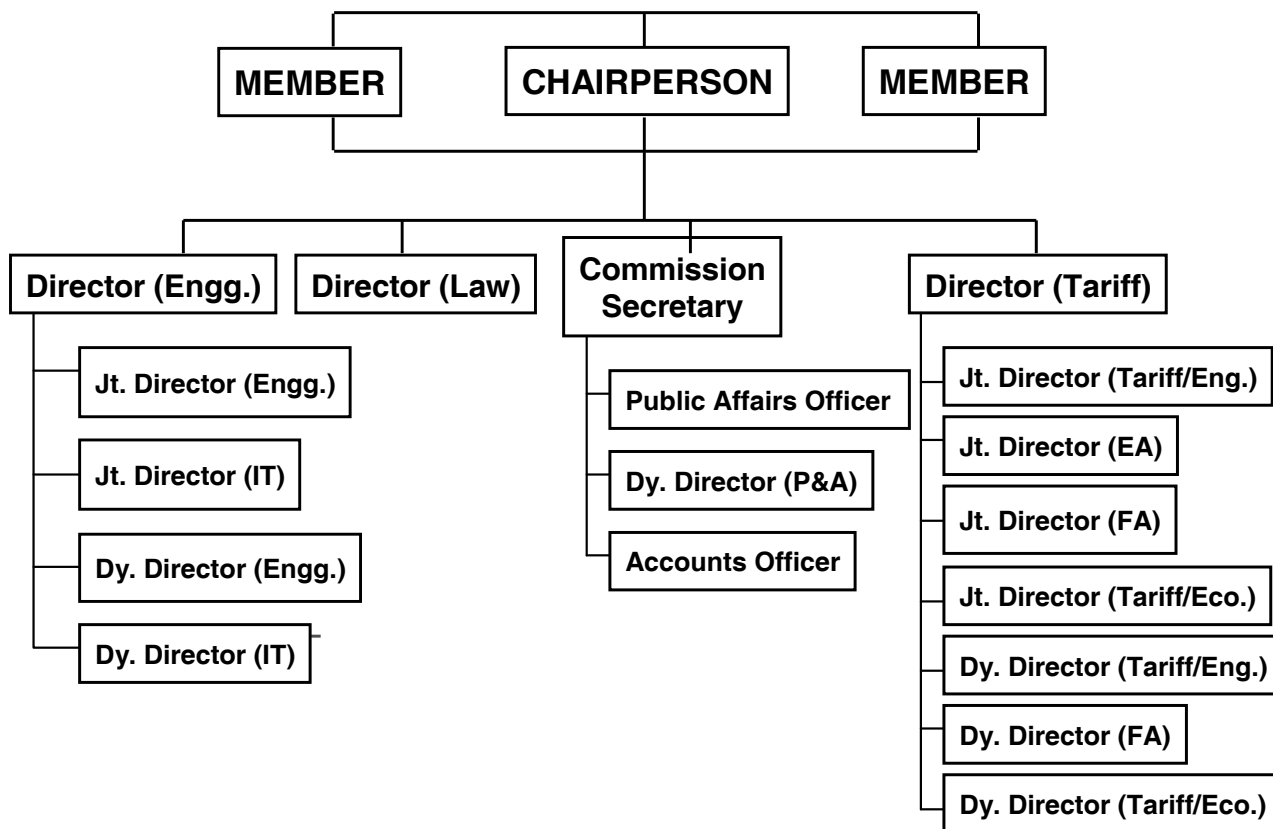 MEMBER
CHAIRPERSON
MEMBER
Director (Engg.)
Director (Law)
Commission
Secretary
Director (Tariff)
Jt. Director (Engg.)
Jt. Director (IT)
Dy. Director (Engg.)
Dy. Director (IT)
Public Affairs Officer
Dy. Director (P&A)
Accounts Officer
Jt. Director (Tariff/Eng.)
Jt. Director (EA)
Jt. Director (FA)
Jt. Director (Tariff/Eco.)
Dy. Director (Tariff/Eng.)
Dy. Director (FA)
Dy. Director (Tariff/Eco.)